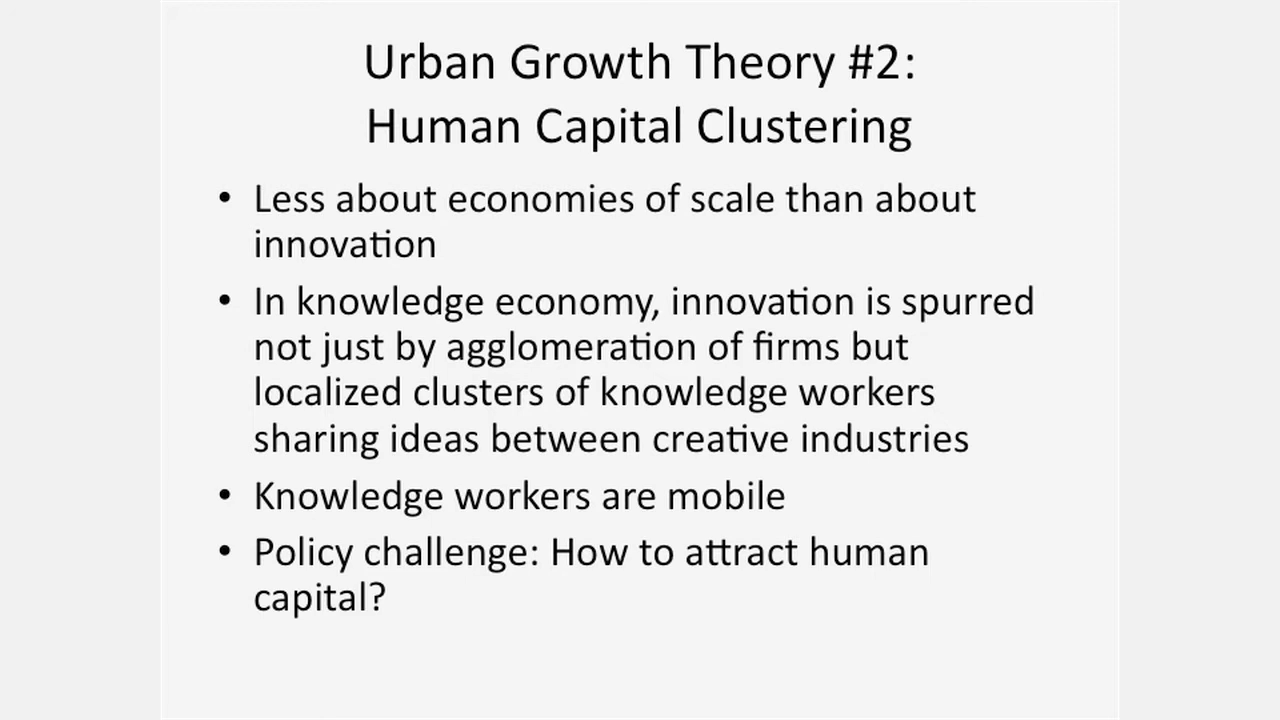 Urban Growth Theory #2:
Human Capital Clustering
• Less about economies of scale than about
innovation
• In knowledge economy, innovation is spurred
not just by agglomeration of firms but
localized clusters of knowledge workers
sharing ideas between creative industries
• Knowledge workers are mobile
• Policy challenge: How to attract human
capital?